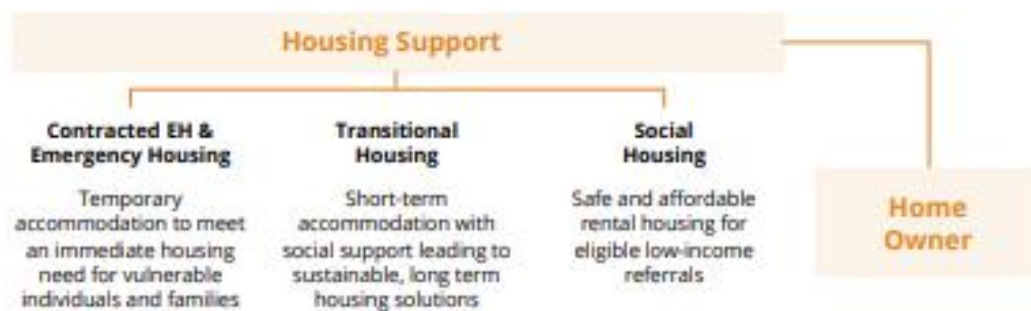 Housing Support
Contracted EH &
Emergency Housing
Temporary
accommodation to meet
an immediate housing
need for vulnerable
individuals and families
Transitional
Housing
Short-term
accommodation with
social support leading to
sustainable, long term
housing solutions
Social
Housing
Safe and affordable
rental housing for
eligible low-income
referrals
Home
Owner